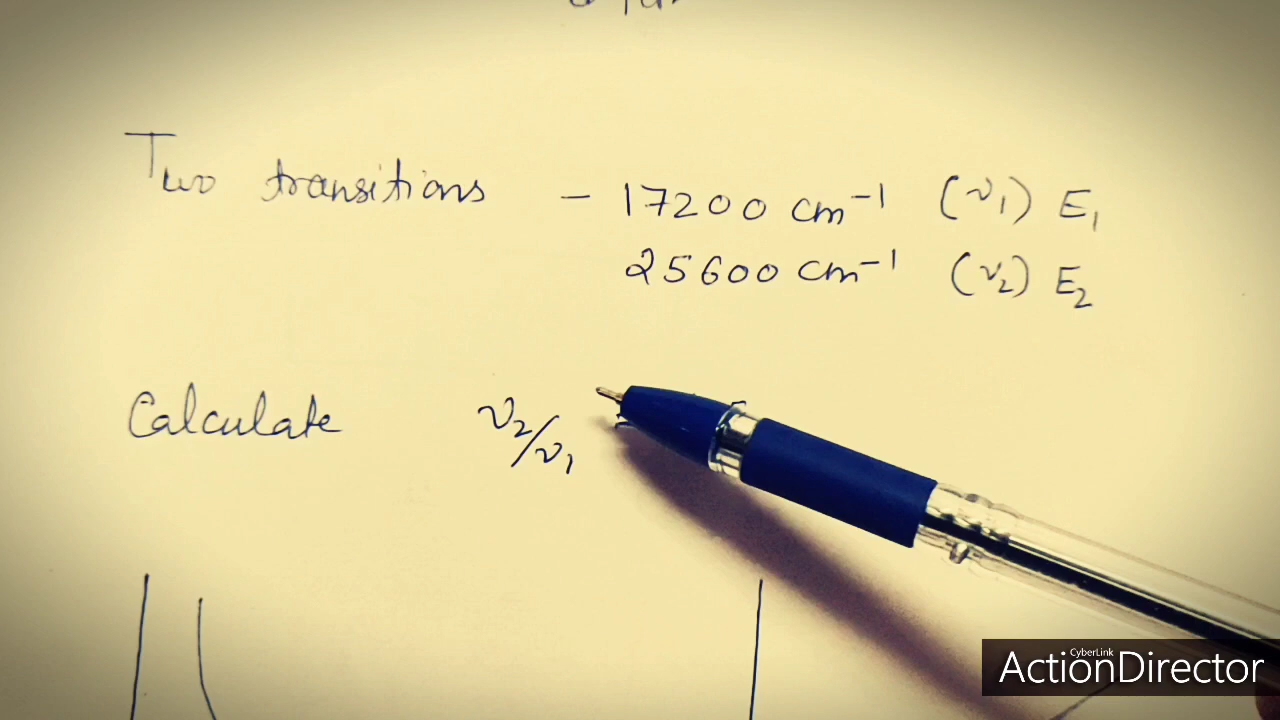 Two transitions - 17200 cm⁻¹ (ν₁) E₁
25600 cm⁻¹ (ν₂) E₂
Calculate ν₂/ν₁
CyberLink
ActionDirector